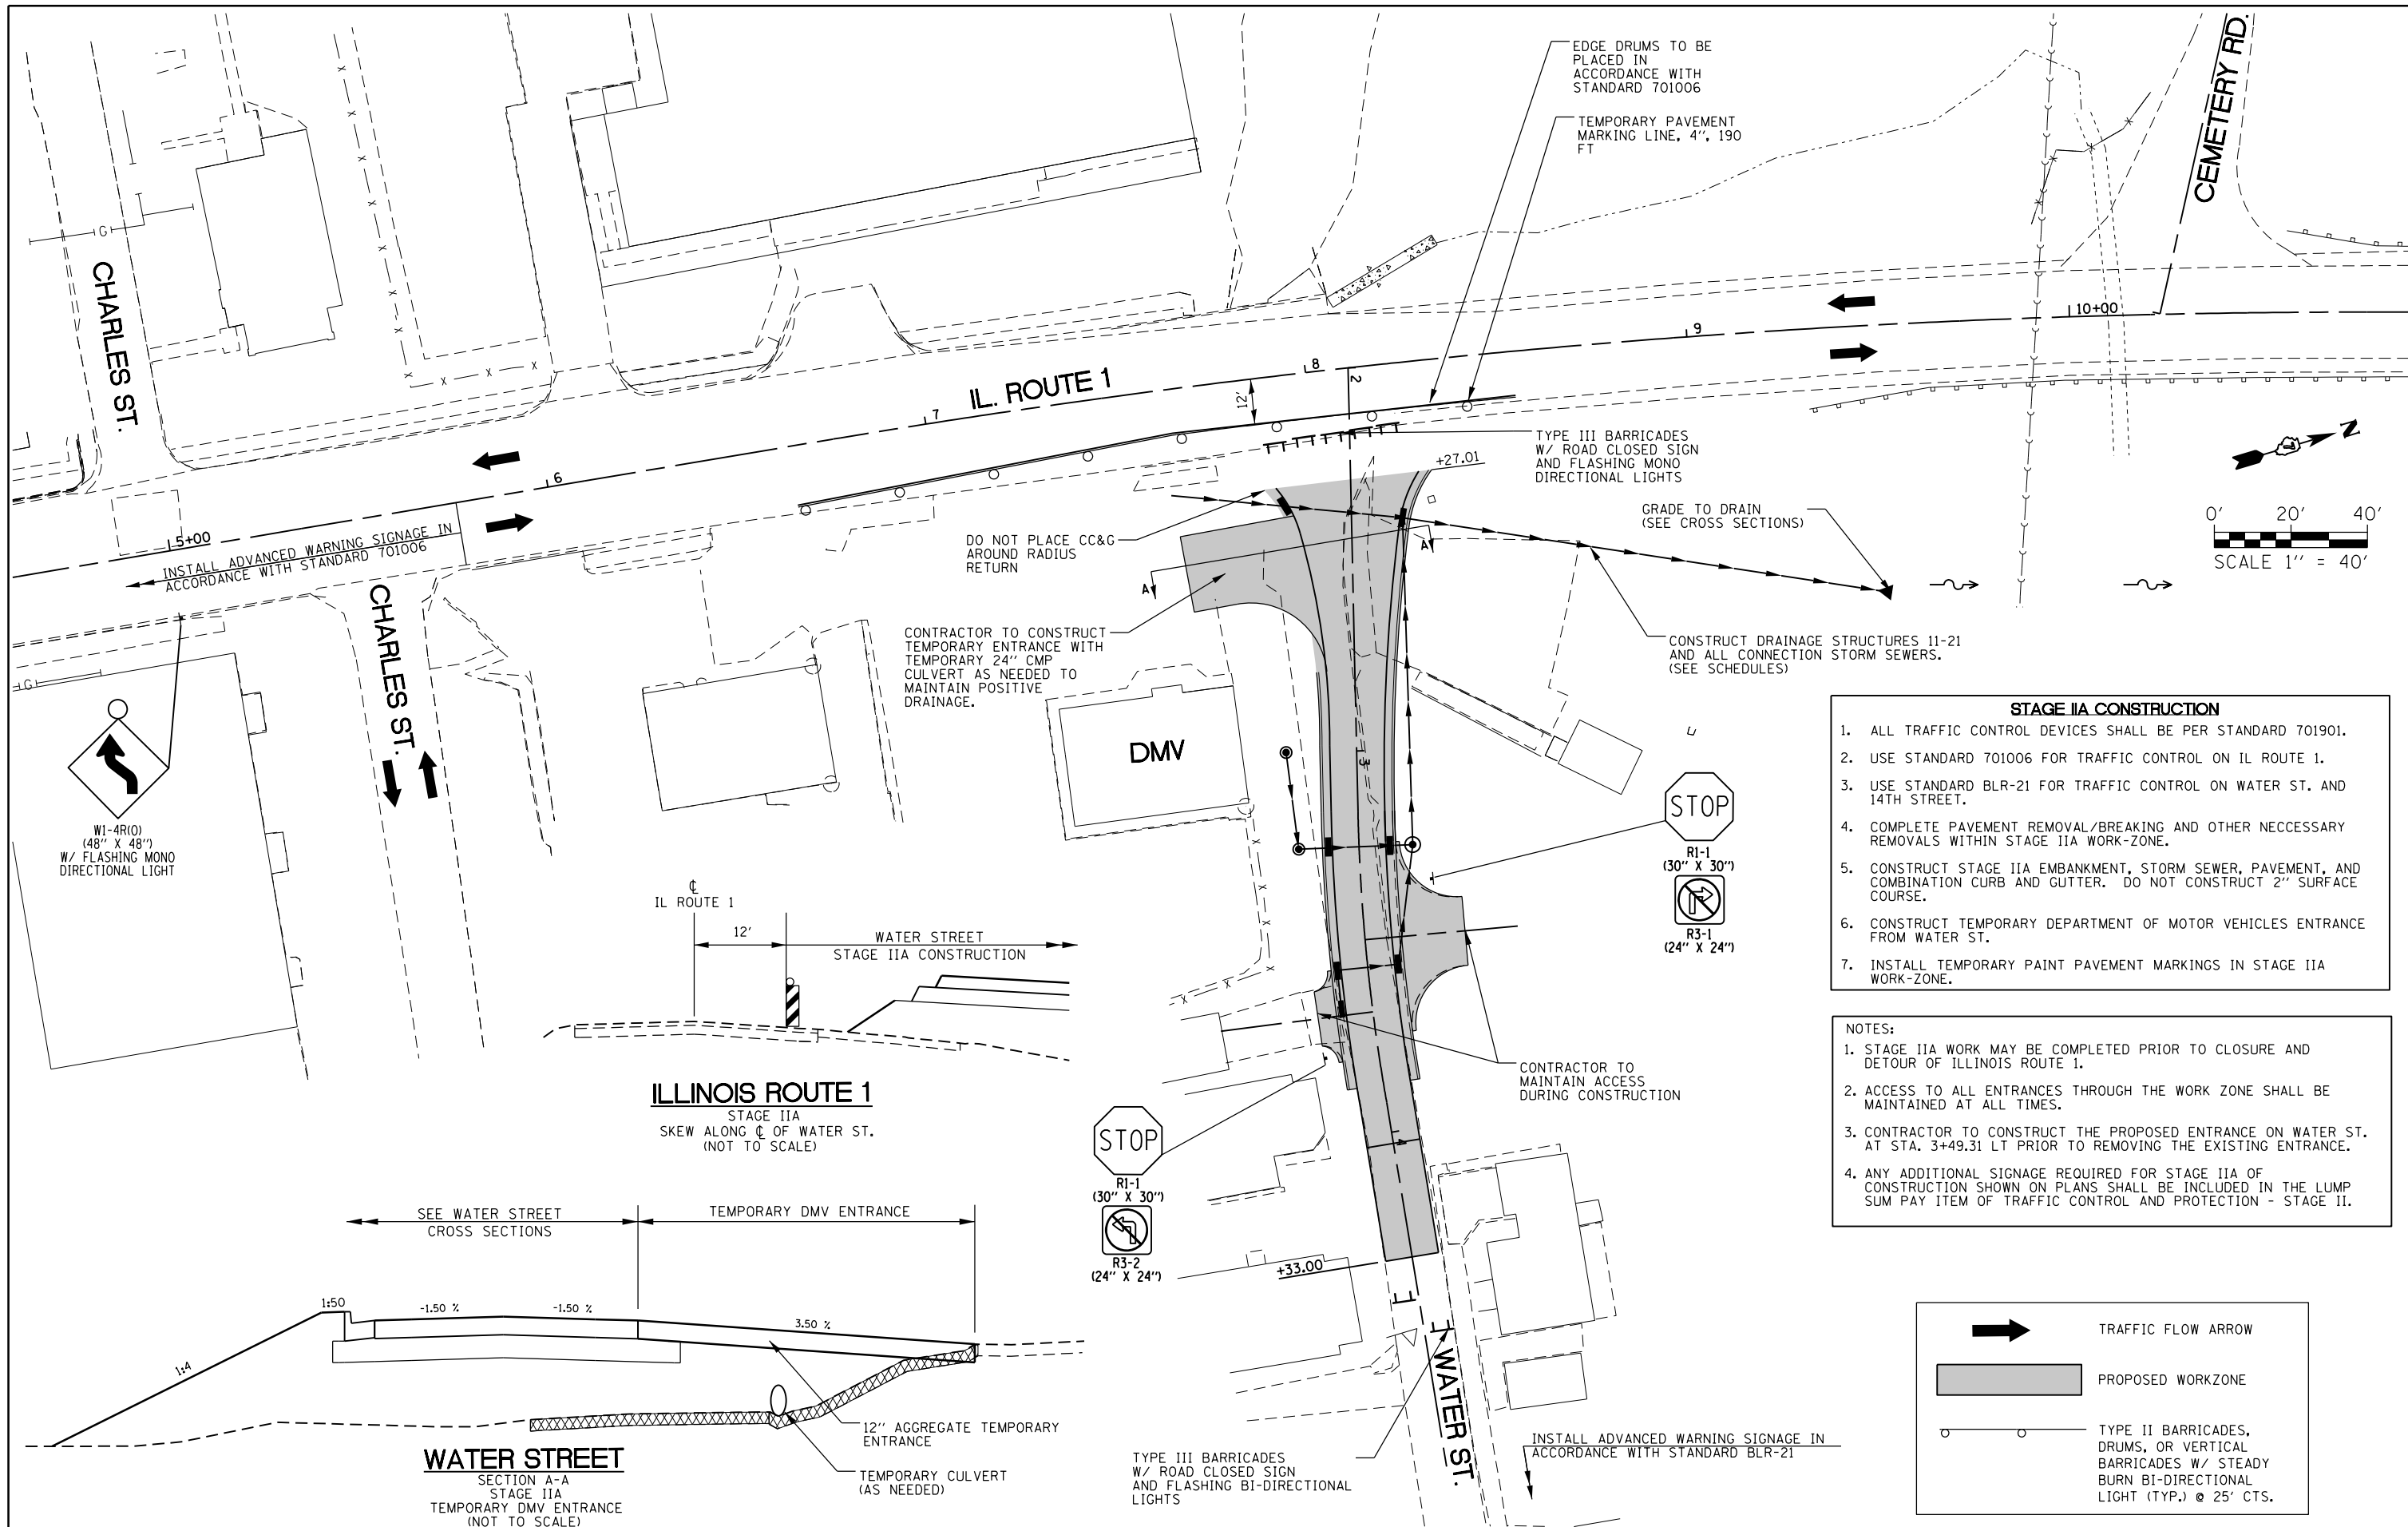 EDGE DRUMS TO BE
PLACED IN
ACCORDANCE WITH
STANDARD 701006
TEMPORARY PAVEMENT
MARKING LINE, 4'', 190
FT
CEMETERY RD.
CHARLES ST.
G
IL. ROUTE 1
5+00
6
7
8
9
10+00
2
12'
INSTALL ADVANCED WARNING SIGNAGE IN
ACCORDANCE WITH STANDARD 701006
TYPE III BARRICADES
W/ ROAD CLOSED SIGN
AND FLASHING MONO
DIRECTIONAL LIGHTS
+27.01
N
0' 20' 40'
SCALE 1'' = 40'
GRADE TO DRAIN
(SEE CROSS SECTIONS)
DO NOT PLACE CC&G
AROUND RADIUS
RETURN
A
A
CHARLES ST.
CONTRACTOR TO CONSTRUCT
TEMPORARY ENTRANCE WITH
TEMPORARY 24'' CMP
CULVERT AS NEEDED TO
MAINTAIN POSITIVE
DRAINAGE.
CONSTRUCT DRAINAGE STRUCTURES 11-21
AND ALL CONNECTION STORM SEWERS.
(SEE SCHEDULES)
G
DMV
3
W1-4R(O)
(48'' X 48'')
W/ FLASHING MONO
DIRECTIONAL LIGHT
STOP
R1-1
(30'' X 30'')
R3-1
(24'' X 24'')
STAGE IIA CONSTRUCTION
1. ALL TRAFFIC CONTROL DEVICES SHALL BE PER STANDARD 701901.
2. USE STANDARD 701006 FOR TRAFFIC CONTROL ON IL ROUTE 1.
3. USE STANDARD BLR-21 FOR TRAFFIC CONTROL ON WATER ST. AND
14TH STREET.
4. COMPLETE PAVEMENT REMOVAL/BREAKING AND OTHER NECCESSARY
REMOVALS WITHIN STAGE IIA WORK-ZONE.
5. CONSTRUCT STAGE IIA EMBANKMENT, STORM SEWER, PAVEMENT, AND
COMBINATION CURB AND GUTTER. DO NOT CONSTRUCT 2'' SURFACE
COURSE.
6. CONSTRUCT TEMPORARY DEPARTMENT OF MOTOR VEHICLES ENTRANCE
FROM WATER ST.
7. INSTALL TEMPORARY PAINT PAVEMENT MARKINGS IN STAGE IIA
WORK-ZONE.
NOTES:
1. STAGE IIA WORK MAY BE COMPLETED PRIOR TO CLOSURE AND
DETOUR OF ILLINOIS ROUTE 1.
2. ACCESS TO ALL ENTRANCES THROUGH THE WORK ZONE SHALL BE
MAINTAINED AT ALL TIMES.
3. CONTRACTOR TO CONSTRUCT THE PROPOSED ENTRANCE ON WATER ST.
AT STA. 3+49.31 LT PRIOR TO REMOVING THE EXISTING ENTRANCE.
4. ANY ADDITIONAL SIGNAGE REQUIRED FOR STAGE IIA OF
CONSTRUCTION SHOWN ON PLANS SHALL BE INCLUDED IN THE LUMP
SUM PAY ITEM OF TRAFFIC CONTROL AND PROTECTION - STAGE II.
℄
IL ROUTE 1
12'
WATER STREET
STAGE IIA CONSTRUCTION
ILLINOIS ROUTE 1
STAGE IIA
SKEW ALONG ℄ OF WATER ST.
(NOT TO SCALE)
CONTRACTOR TO
MAINTAIN ACCESS
DURING CONSTRUCTION
STOP
R1-1
(30'' X 30'')
R3-2
(24'' X 24'')
+33.00
WATER ST.
SEE WATER STREET
CROSS SECTIONS
TEMPORARY DMV ENTRANCE
1:50
-1.50 %
-1.50 %
3.50 %
1:4
12'' AGGREGATE TEMPORARY
ENTRANCE
TEMPORARY CULVERT
(AS NEEDED)
WATER STREET
SECTION A-A
STAGE IIA
TEMPORARY DMV ENTRANCE
(NOT TO SCALE)
TYPE III BARRICADES
W/ ROAD CLOSED SIGN
AND FLASHING BI-DIRECTIONAL
LIGHTS
INSTALL ADVANCED WARNING SIGNAGE IN
ACCORDANCE WITH STANDARD BLR-21
TRAFFIC FLOW ARROW
PROPOSED WORKZONE
TYPE II BARRICADES,
DRUMS, OR VERTICAL
BARRICADES W/ STEADY
BURN BI-DIRECTIONAL
LIGHT (TYP.) @ 25' CTS.